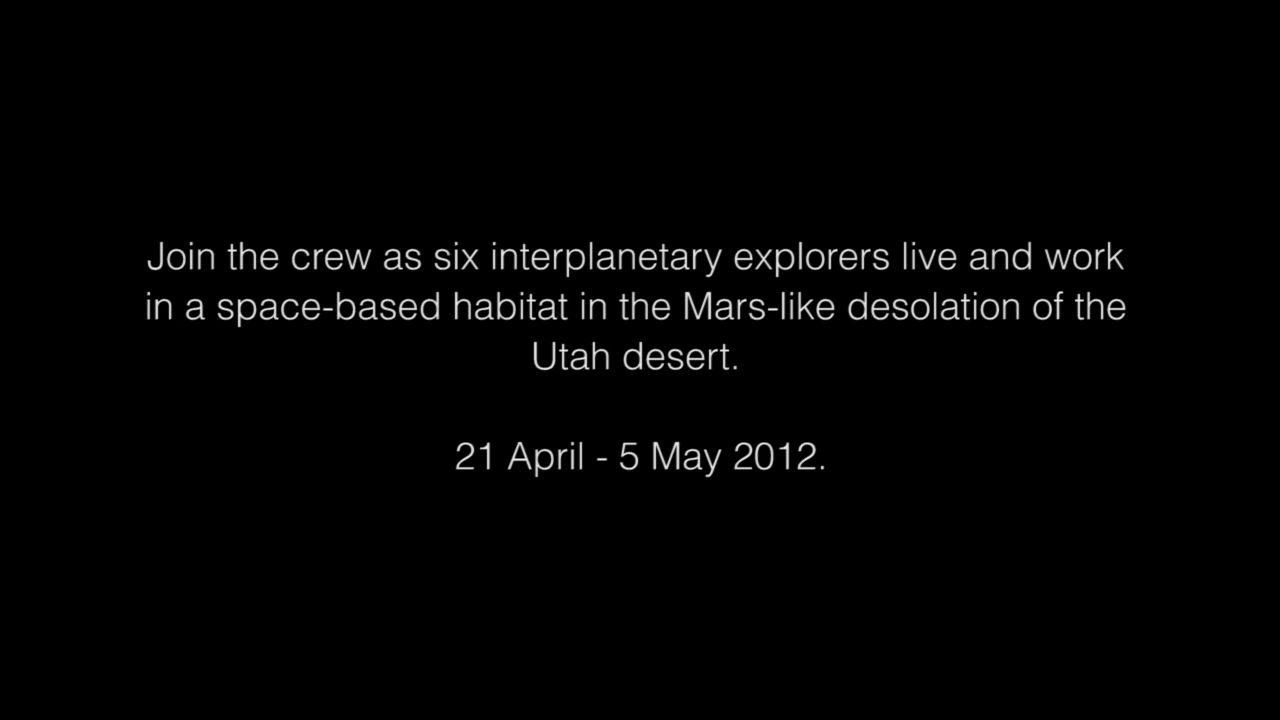 Join the crew as six interplanetary explorers live and work
in a space-based habitat in the Mars-like desolation of the
Utah desert.
21 April - 5 May 2012.